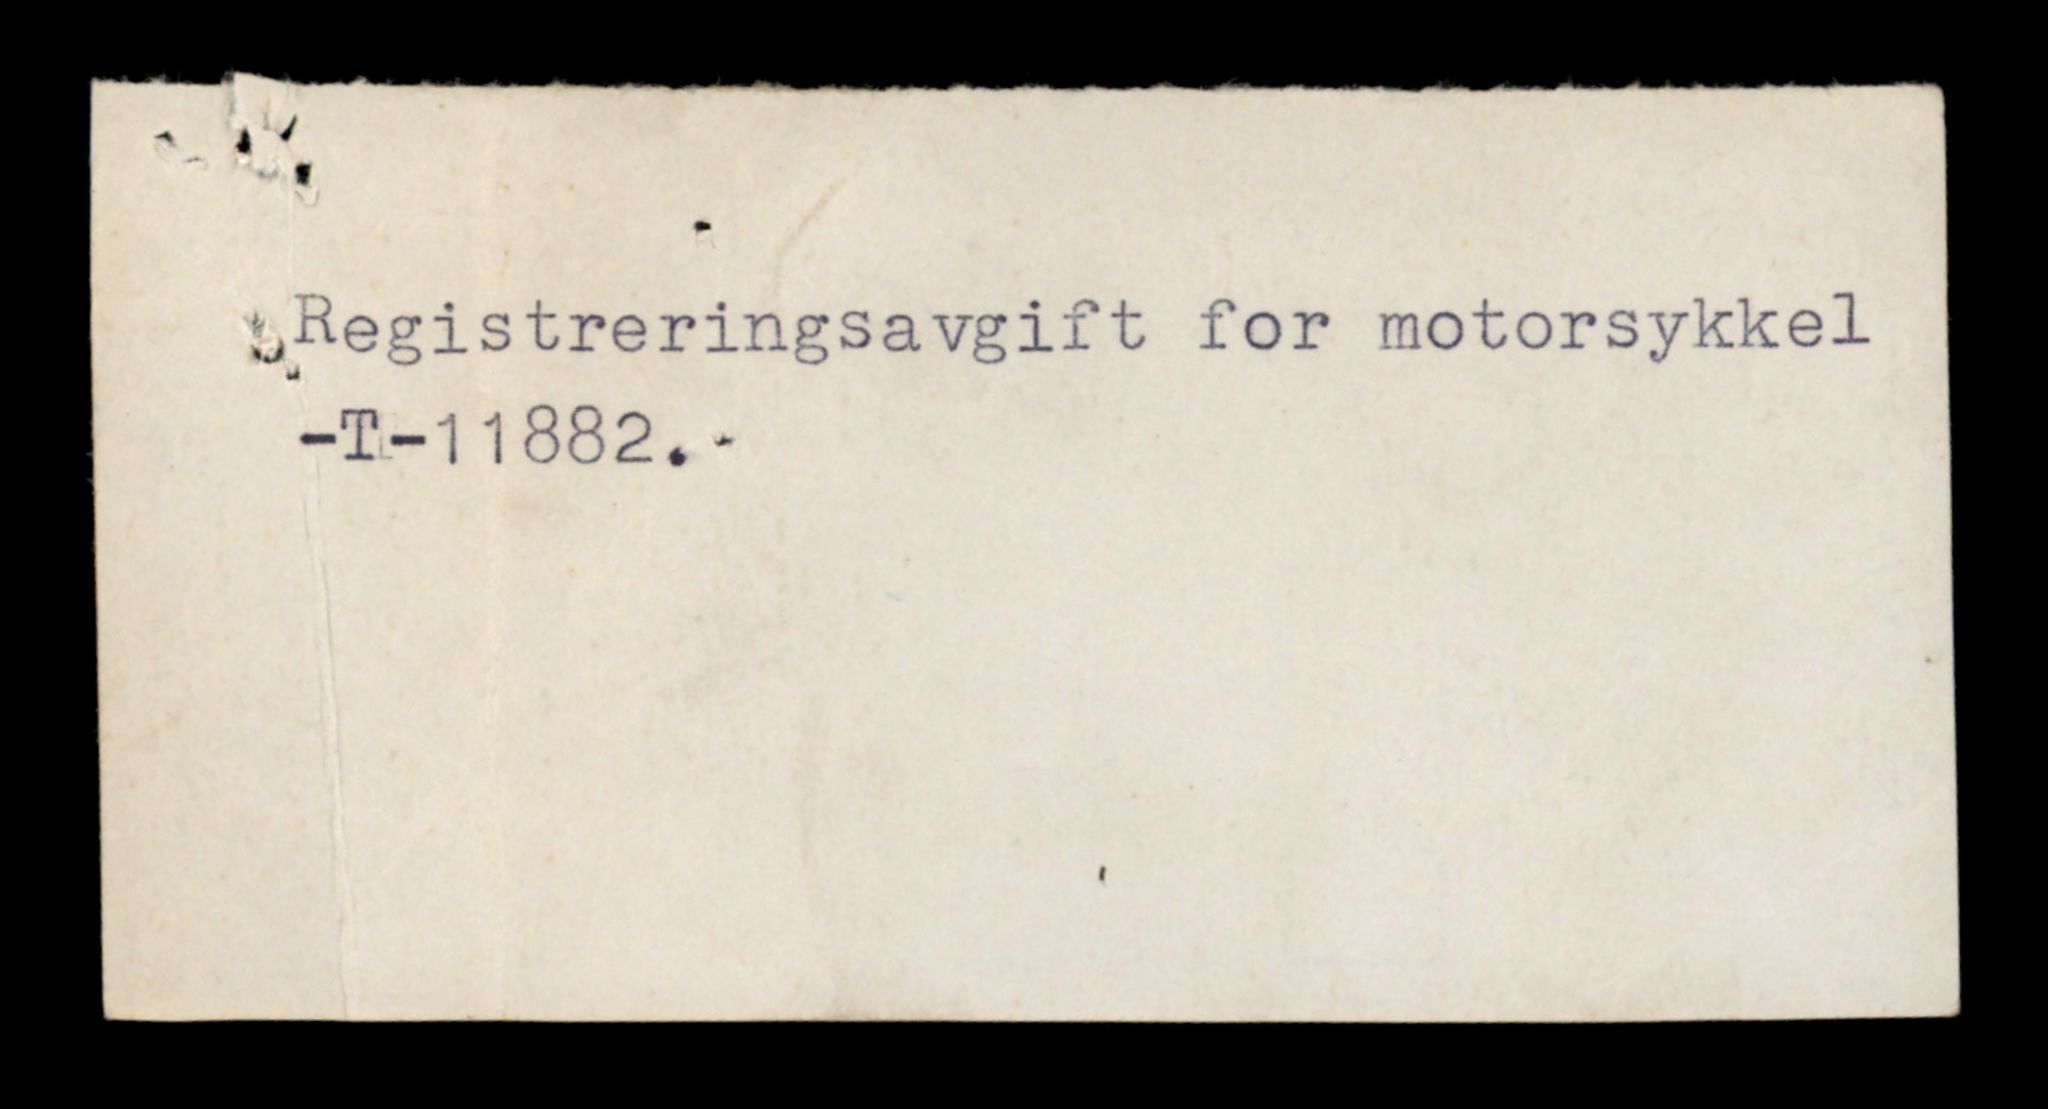 Registreringsavgift for motorsykkel
-T-11882.-